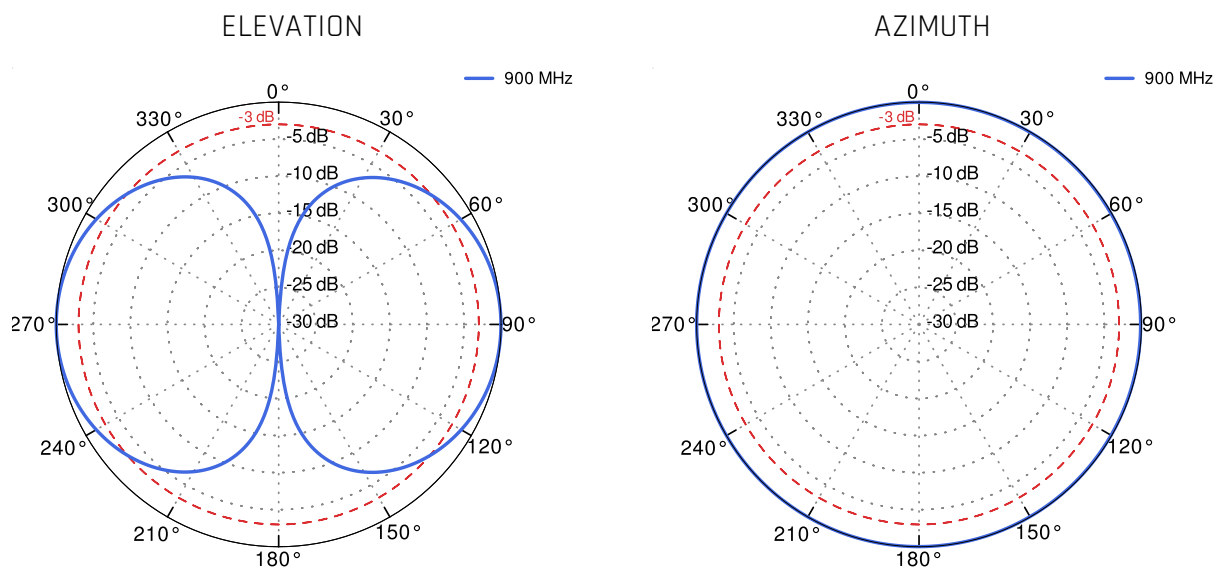 ELEVATION
900 MHz
0°
330°
-3 dB
30°
-5 dB
-10 dB
300°
-15 dB
60°
-20 dB
-25 dB
270°
-30 dB
90°
240°
120°
210°
150°
180°
AZIMUTH
900 MHz
0°
330°
-3 dB
30°
-5 dB
-10 dB
300°
-15 dB
60°
-20 dB
-25 dB
270°
-30 dB
90°
240°
120°
210°
150°
180°